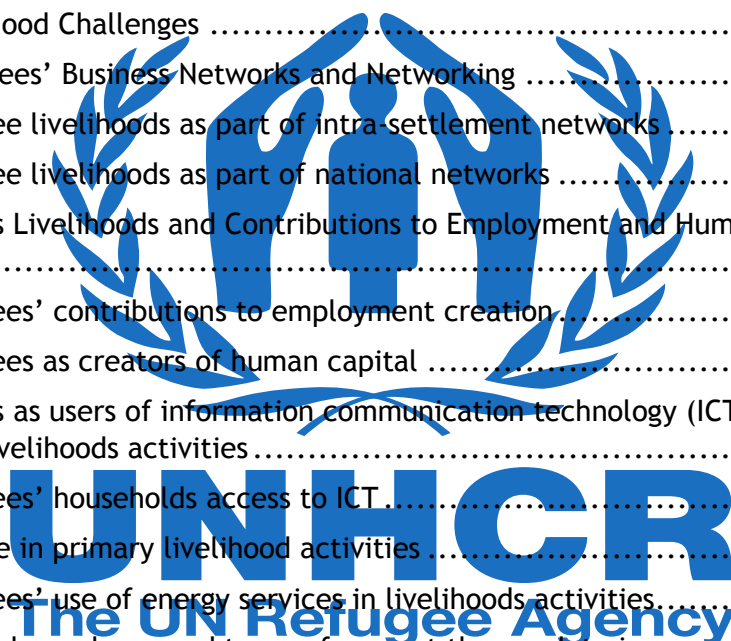 ood Challenges ..............................................
ees’ Business Networks and Networking ....................
ee livelihoods as part of intra-settlement networks ......
ee livelihoods as part of national networks .................
s Livelihoods and Contributions to Employment and Hum
................................................................
ees’ contributions to employment creation..................
ees as creators of human capital ..............................
s as users of information communication technology (ICT
velihoods activities................................................
ees’ households access to ICT...................................
e in primary livelihood activities ..............................
ees’ use of energy services in livelihoods activities.......
UNHCR
The UN Refugee Agency